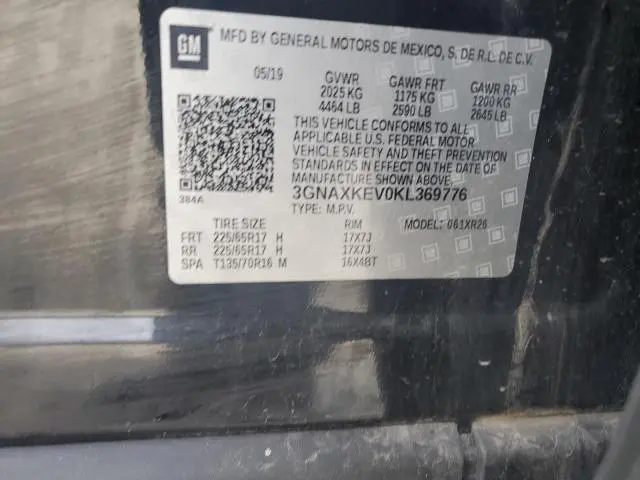 GM
MFD BY GENERAL MOTORS DE MEXICO, S. DE R.L. DE C.V.
05/19 GVWR GAWR FRT GAWR RR
2025 KG 1175 KG 1200 KG
4464 LB 2590 LB 2645 LB
THIS VEHICLE CONFORMS TO ALL
APPLICABLE U.S. FEDERAL MOTOR
VEHICLE SAFETY AND THEFT PREVENTION
STANDARDS IN EFFECT ON THE DATE OF
MANUFACTURE SHOWN ABOVE.
384A
3GNAXKEV0KL369776
TYPE: M.P.V. MODEL: 061XR26
TIRE SIZE RIM
FRT 225/65R17 H 17X7J
RR 225/65R17 H 17X7J
SPA T135/70R16 M 16X4BT